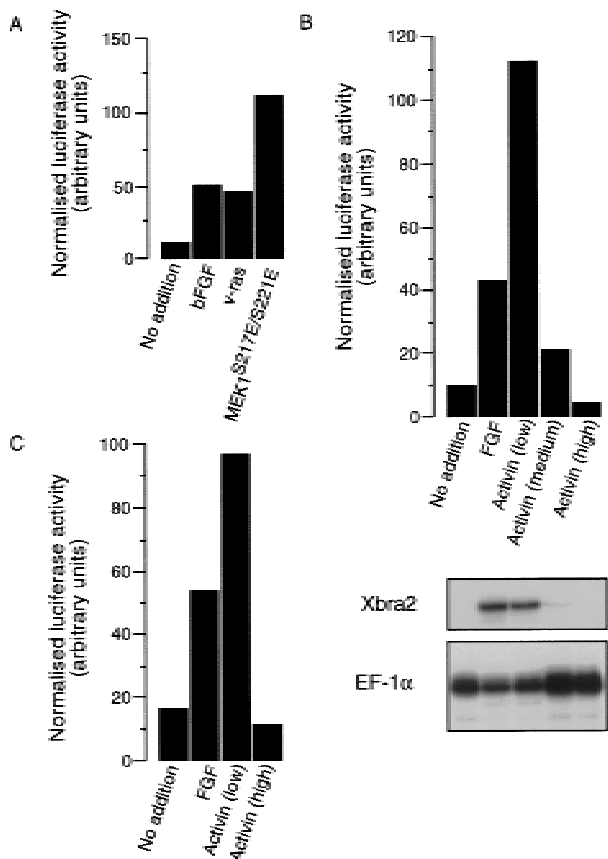 A
Normalised luciferase activity
(arbitrary units)
150
100
50
0
No addition
bFGF
v-ras
MEK1S217E/S221E
B
Normalised luciferase activity
(arbitrary units)
120
100
80
60
40
20
0
No addition
FGF
Activin (low)
Activin (medium)
Activin (high)
C
Normalised luciferase activity
(arbitrary units)
100
80
60
40
20
0
No addition
FGF
Activin (low)
Activin (high)
Xbra2
EF-1α